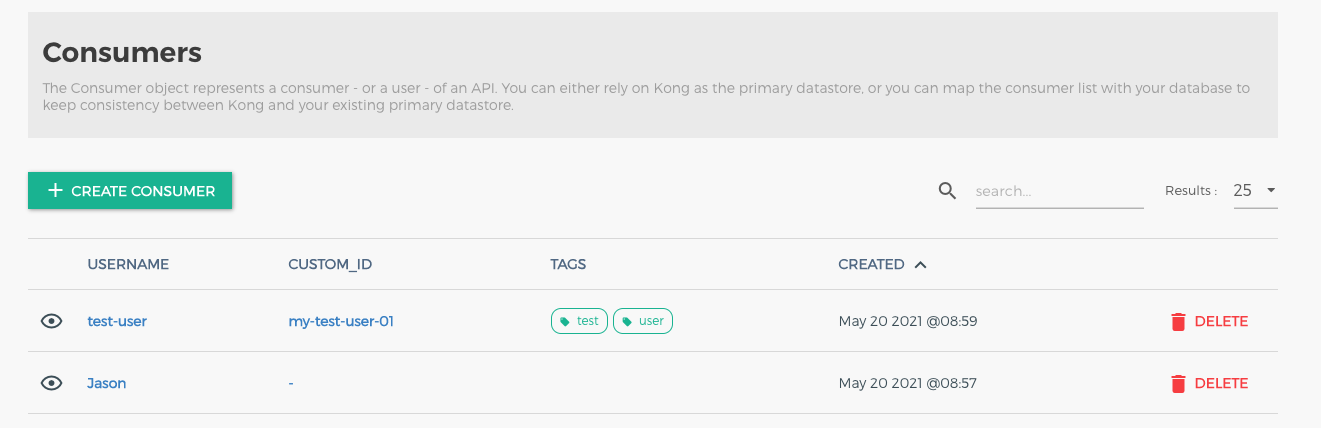 Consumers
The Consumer object represents a consumer - or a user - of an API. You can either rely on Kong as the primary datastore, or you can map the consumer list with your database to
keep consistency between Kong and your existing primary datastore.
+ CREATE CONSUMER search... Results : 25
USERNAME CUSTOM_ID TAGS CREATED
test-user my-test-user-01 test user May 20 2021 @08:59 DELETE
Jason - May 20 2021 @08:57 DELETE